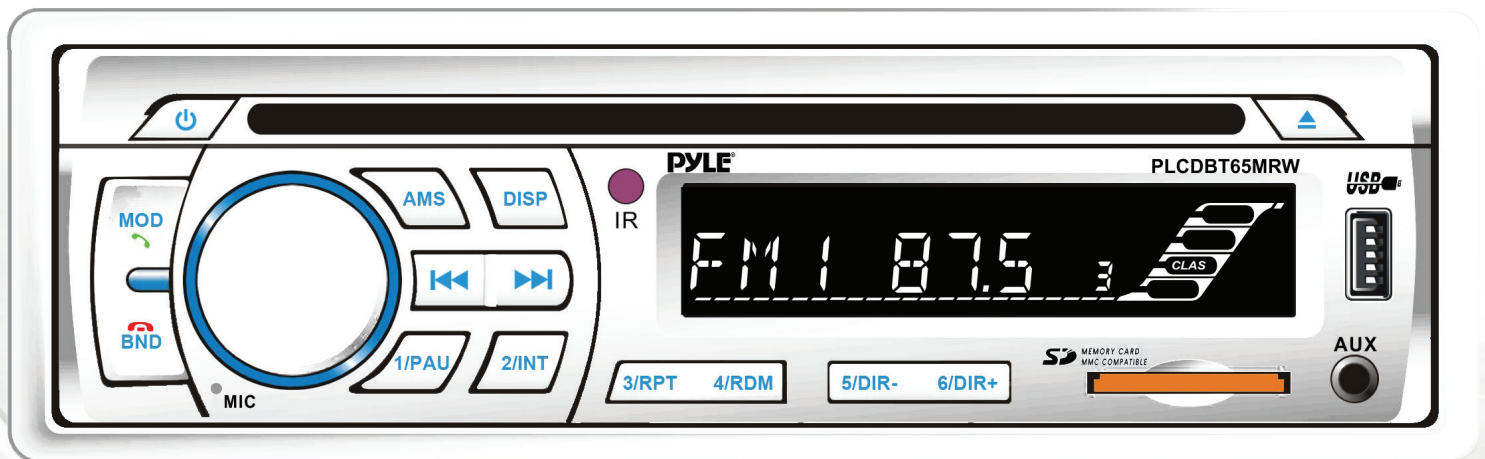 PYLE®
PLCDBT65MRW
USB
MOD
AMS
DISP
IR
FM1 87.5 3
CLAS
BND
1/PAU
2/INT
MIC
3/RPT 4/RDM
5/DIR- 6/DIR+
SD MEMORY CARD
MMC COMPATIBLE
AUX